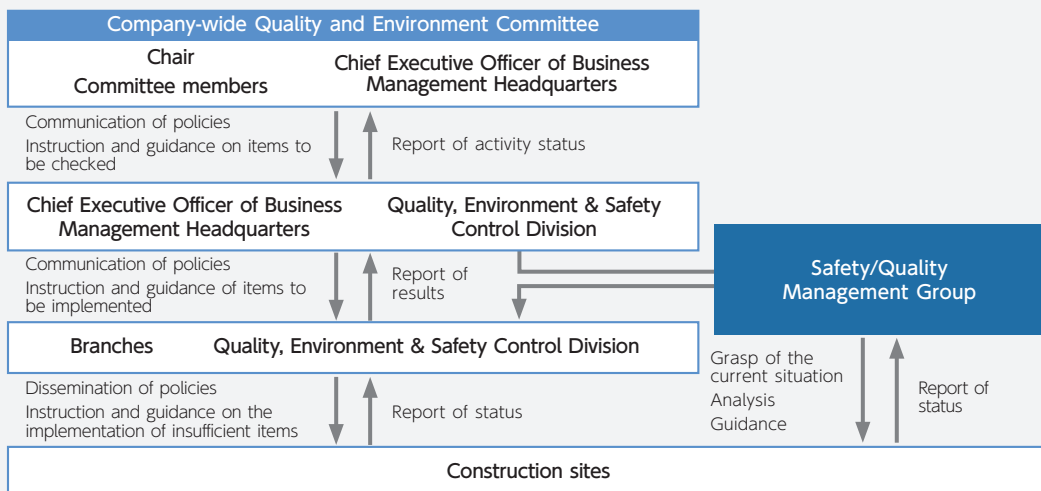 Company-wide Quality and Environment Committee
Chair
Committee members
Chief Executive Officer of Business
Management Headquarters
Communication of policies
Instruction and guidance on items to
be checked
Report of activity status
Chief Executive Officer of Business
Management Headquarters
Quality, Environment & Safety
Control Division
Communication of policies
Instruction and guidance of items to
be implemented
Report of
results
Safety/Quality
Management Group
Branches
Quality, Environment & Safety Control Division
Dissemination of policies
Instruction and guidance on the
implementation of insufficient items
Report of status
Grasp of the
current situation
Analysis
Guidance
Report of
status
Construction sites